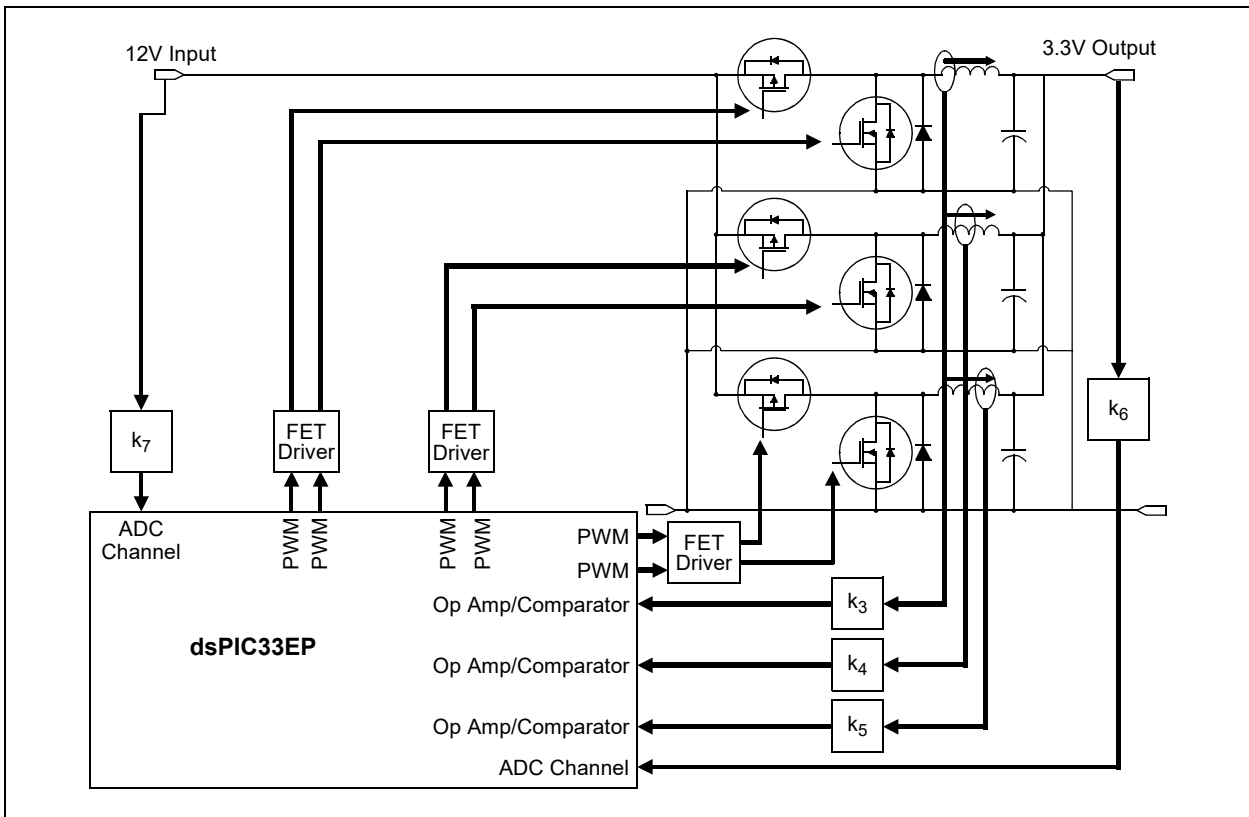 12V Input
3.3V Output
k7
FET
Driver
FET
Driver
k6
ADC
Channel
PWM
PWM
PWM
PWM
PWM
PWM
FET
Driver
Op Amp/Comparator
k3
dsPIC33EP
Op Amp/Comparator
k4
Op Amp/Comparator
k5
ADC Channel